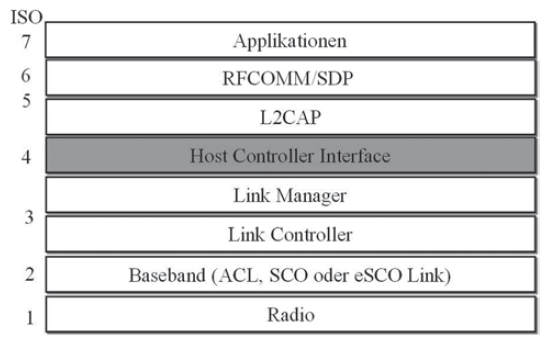 ISO
7 Applikationen
6 RFCOMM/SDP
5
L2CAP
4 Host Controller Interface
Link Manager
3
Link Controller
2 Baseband (ACL, SCO oder eSCO Link)
1 Radio